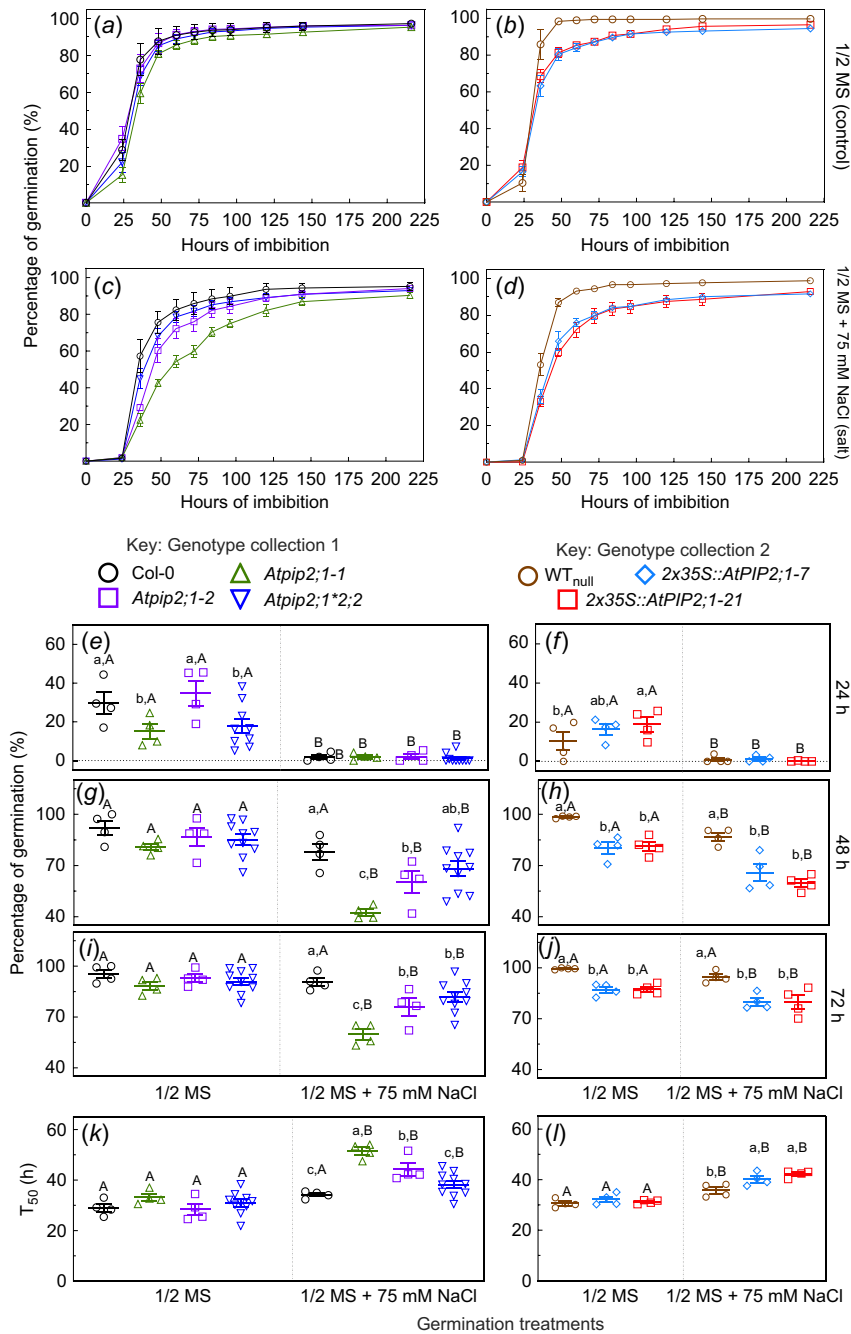 (a)
(b)
Percentage of germination (%)
100
80
60
40
20
0 25 50 75 100 125 150 175 200 225
Hours of imbibition
100
80
60
40
20
0 25 50 75 100 125 150 175 200 225
Hours of imbibition
1/2 MS (control)
(c)
(d)
100
80
60
40
20
0 25 50 75 100 125 150 175 200 225
Hours of imbibition
100
80
60
40
20
0 25 50 75 100 125 150 175 200 225
Hours of imbibition
1/2 MS + 75 mM NaCl (salt)
Key: Genotype collection 1
Col-0 Atpip2;1-1
Atpip2;1-2 Atpip2;1*2;2
Key: Genotype collection 2
WTnull 2x35S::AtPIP2;1-7
2x35S::AtPIP2;1-21
Percentage of germination (%)
(e)
60
40
20
0
a,A b,A a,A b,A B B B B B
(f)
60
40
20
0
b,A ab,A a,A B B B
24 h
(g)
100
70
40
A A A A a,A c,B b,B ab,B
(h)
100
70
40
a,A b,A b,A a,B b,B b,B
48 h
(i)
100
70
40
A A A A a,A c,B b,B b,B
1/2 MS 1/2 MS + 75 mM NaCl
(j)
100
70
40
a,A b,A b,A a,A b,B b,B
1/2 MS 1/2 MS + 75 mM NaCl
72 h
(k)
T50 (h)
60
40
20
0
A A A A c,A a,B b,B c,B
1/2 MS 1/2 MS + 75 mM NaCl
(l)
60
40
20
0
A A A b,B a,B a,B
1/2 MS 1/2 MS + 75 mM NaCl
Germination treatments